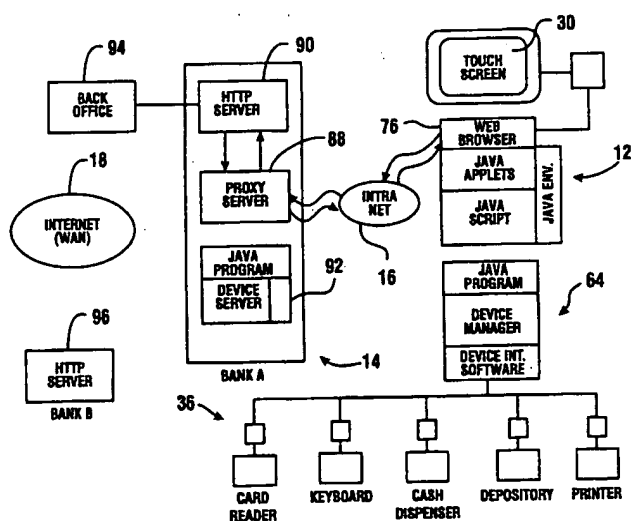 94
BACK
OFFICE
90
HTTP
SERVER
88
PROXY
SERVER
JAVA
PROGRAM
DEVICE
SERVER
92
BANK A
14
18
INTERNET
(WAN)
96
HTTP
SERVER
BANK B
30
TOUCH
SCREEN
76
WEB
BROWSER
JAVA
APPLETS
JAVA
SCRIPT
JAVA ENV.
12
INTRA
NET
16
JAVA
PROGRAM
DEVICE
MANAGER
DEVICE INT.
SOFTWARE
64
36
CARD
READER
KEYBOARD
CASH
DISPENSER
DEPOSITORY
PRINTER